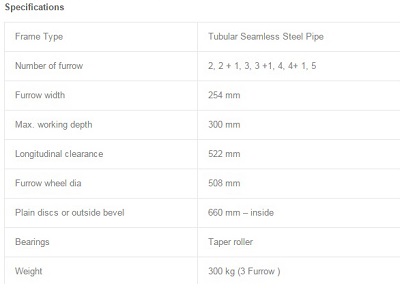 Specifications
Frame Type Tubular Seamless Steel Pipe
Number of furrow 2, 2 + 1, 3, 3 +1, 4, 4+ 1, 5
Furrow width 254 mm
Max. working depth 300 mm
Longitudinal clearance 522 mm
Furrow wheel dia 508 mm
Plain discs or outside bevel 660 mm – inside
Bearings Taper roller
Weight 300 kg (3 Furrow )